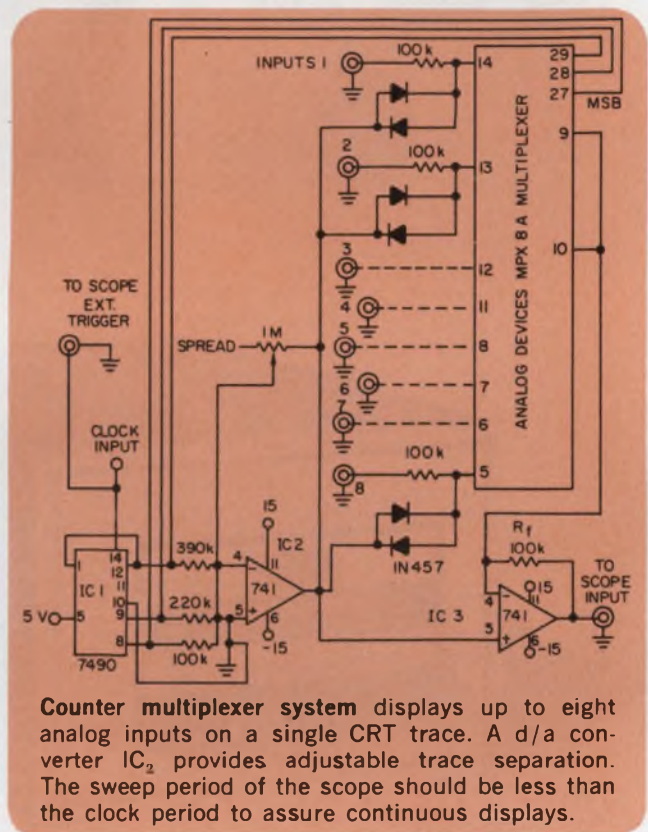 100k
INPUTS 1
14
29
28
27
MSB
9
2
100k
13
ANALOG DEVICES MPX 8 A MULTIPLEXER
3
12
10
TO SCOPE
EXT.
TRIGGER
4
11
1M
SPREAD
5
8
6
7
CLOCK
INPUT
7
6
100k
8
5
15
IC2
Rf
100k
1
14
12
11
10
9
8
IC 1
390k
4
11
741
1N457
TO
SCOPE
INPUT
5 V
5
220k
5
6
-15
IC 3
4
15
11
741
5
6
-15
7490
100k
Counter multiplexer system displays up to eight
analog inputs on a single CRT trace. A d/a con-
verter IC₂ provides adjustable trace separation.
The sweep period of the scope should be less than
the clock period to assure continuous displays.